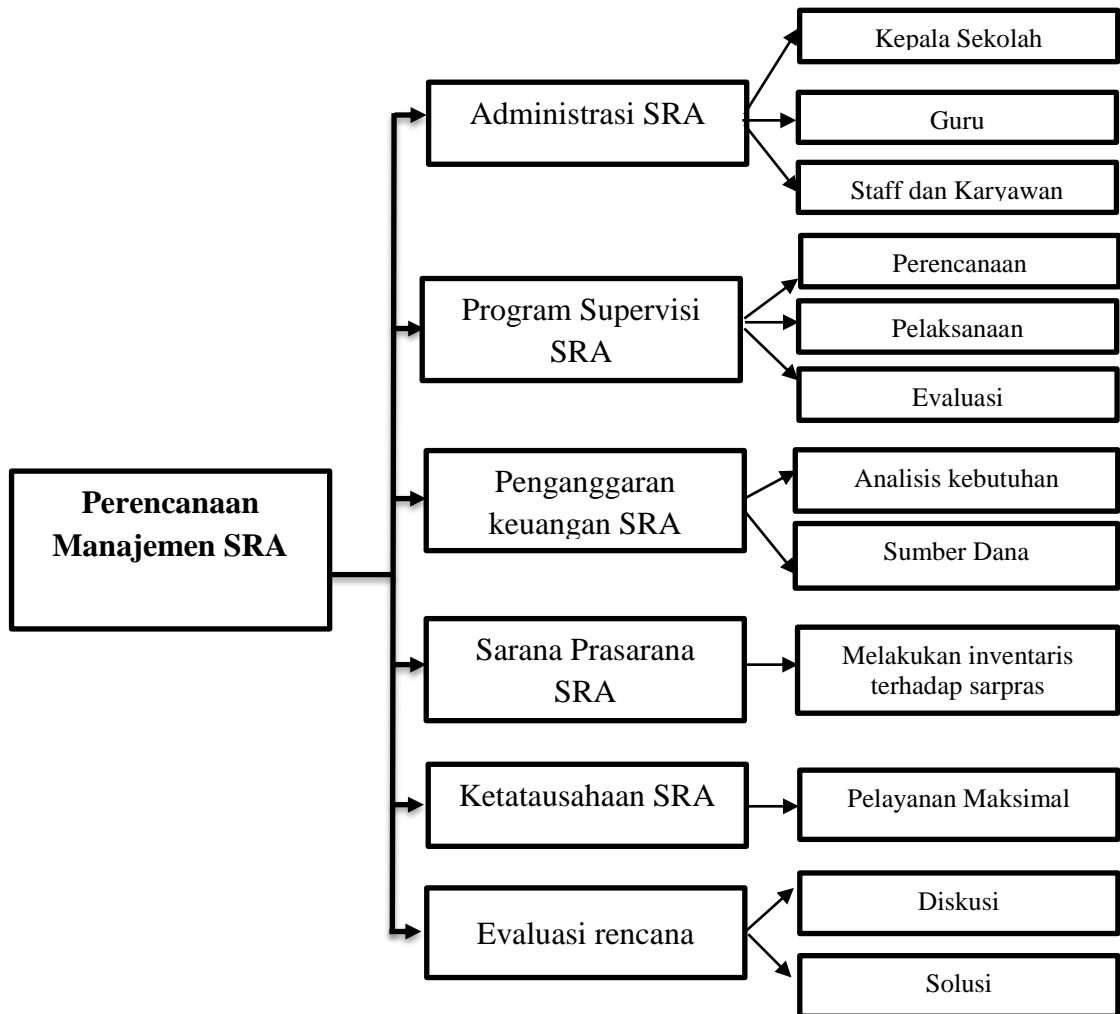 Perencanaan
Manajemen SRA
Administrasi SRA
Kepala Sekolah
Guru
Staff dan Karyawan
Program Supervisi
SRA
Perencanaan
Pelaksanaan
Evaluasi
Penganggaran
keuangan SRA
Analisis kebutuhan
Sumber Dana
Sarana Prasarana
SRA
Melakukan inventaris
terhadap sarpras
Ketatausahaan SRA
Pelayanan Maksimal
Evaluasi rencana
Diskusi
Solusi